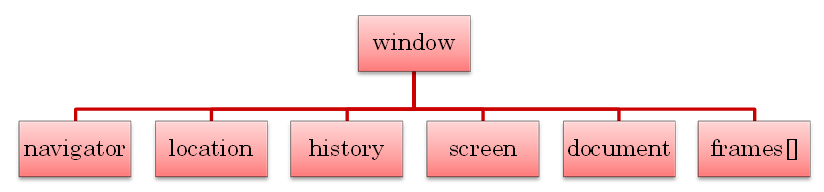 window
navigator
location
history
screen
document
frames[]